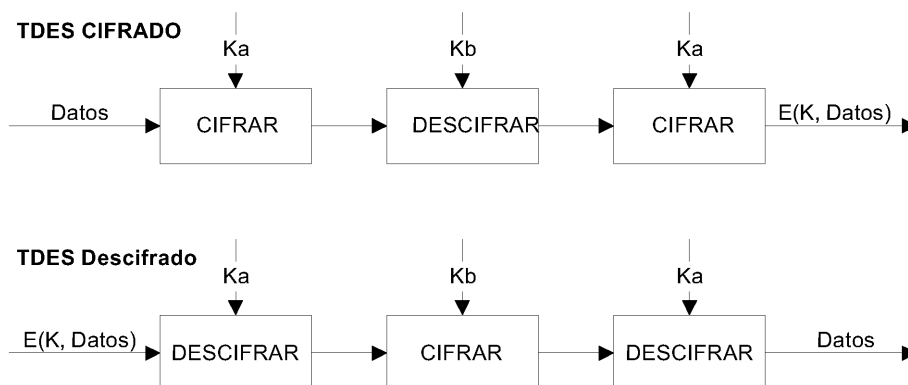 TDES CIFRADO
Ka
Kb
Ka
Datos
CIFRAR
DESCIFRAR
CIFRAR
E(K, Datos)
TDES Descifrado
Ka
Kb
Ka
E(K, Datos)
DESCIFRAR
CIFRAR
DESCIFRAR
Datos